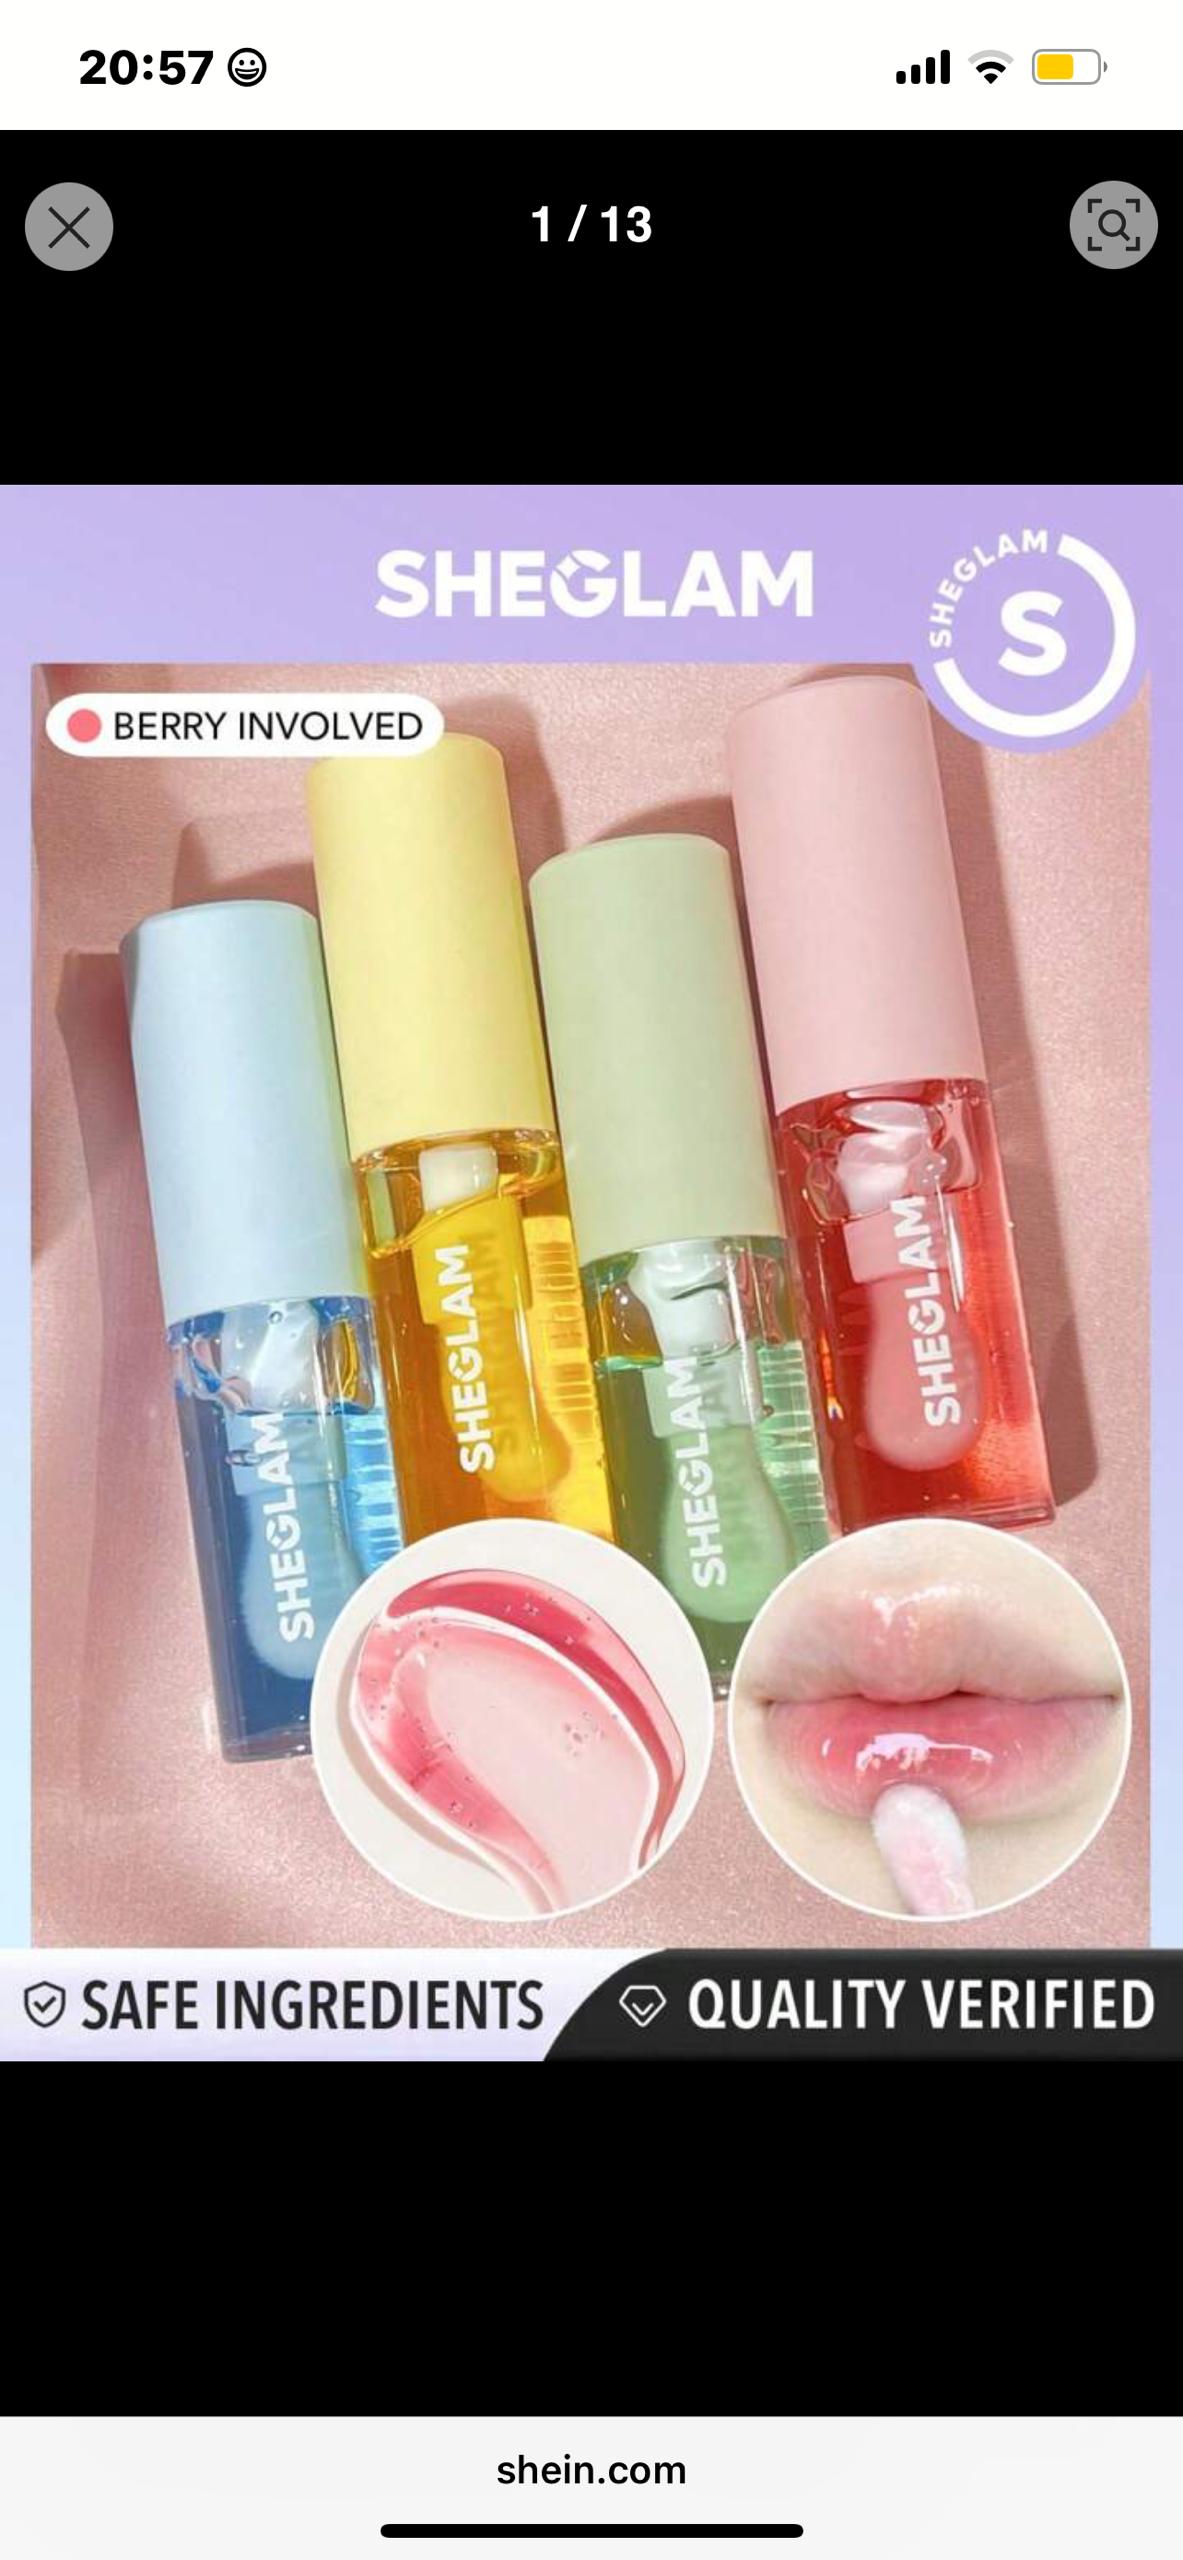 20:57
1 / 13
SHEGLAM
SHEGLAM
S
BERRY INVOLVED
SHEGLAM
SHEGLAM
SHEGLAM
SHEGLAM
SAFE INGREDIENTS
QUALITY VERIFIED
shein.com